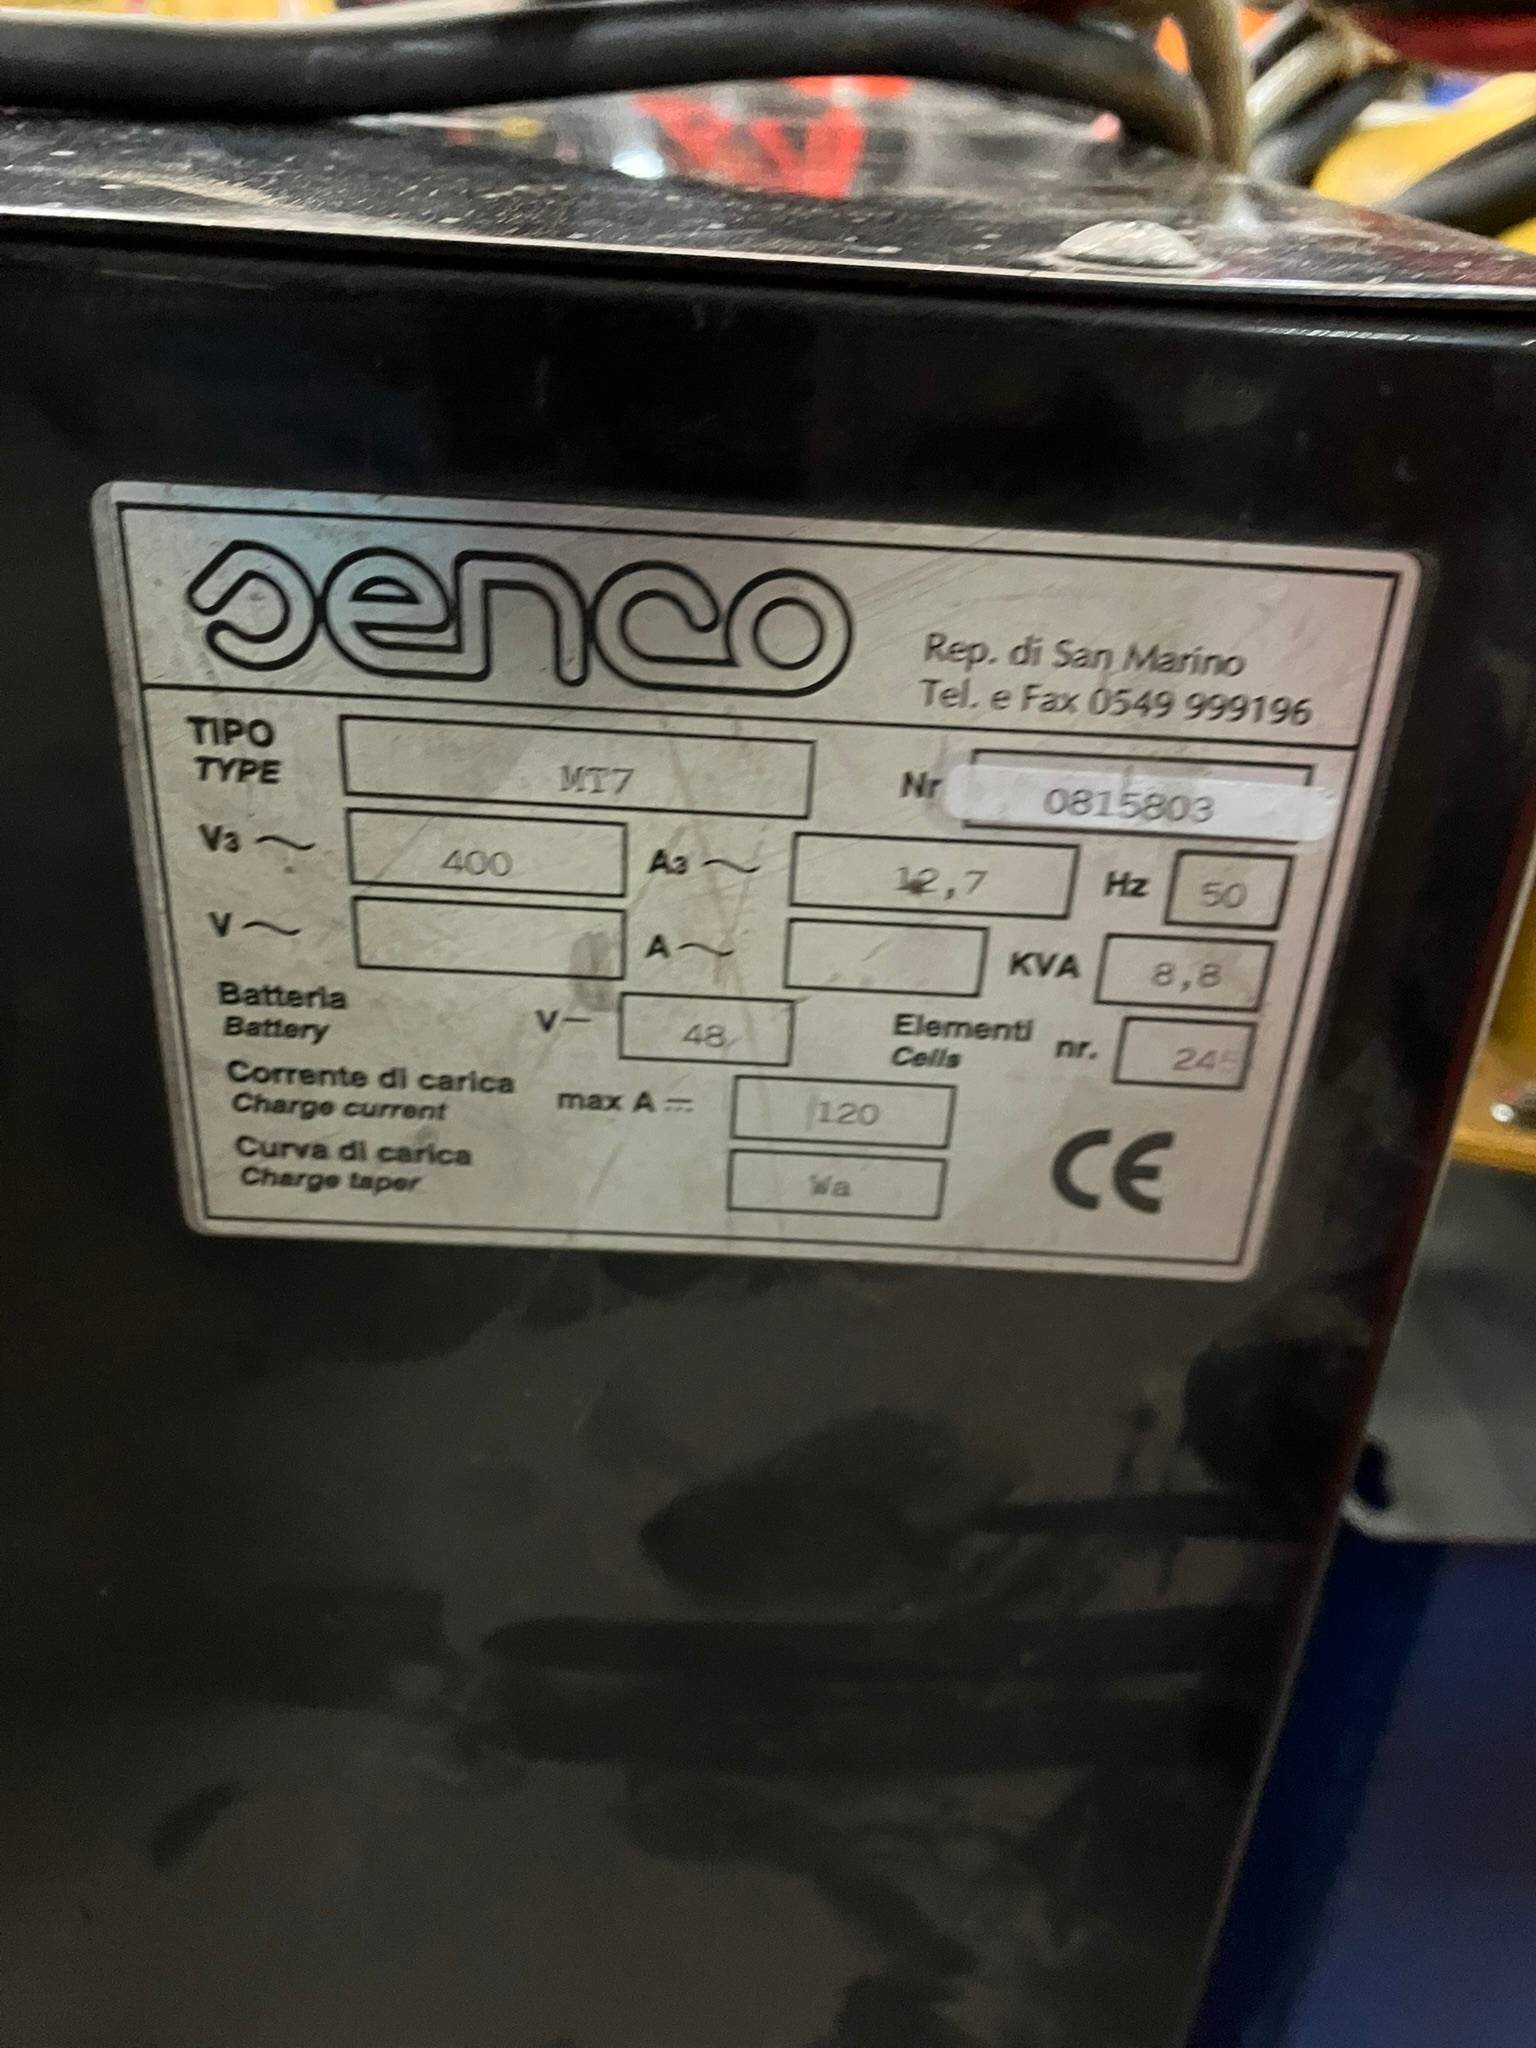 senco
Rep. di San Marino
Tel. e Fax 0549 999196
TIPO
TYPE
MT7
Nr 0815803
V3 ~ 400 A3 ~ 12,7 Hz 50
V ~ A ~ KVA 8,8
Batteria
Battery
V— 48
Elementi
Cells
nr. 24
Corrente di carica
Charge current
max A ⎓ 120
Curva di carica
Charge taper
Wa
CE